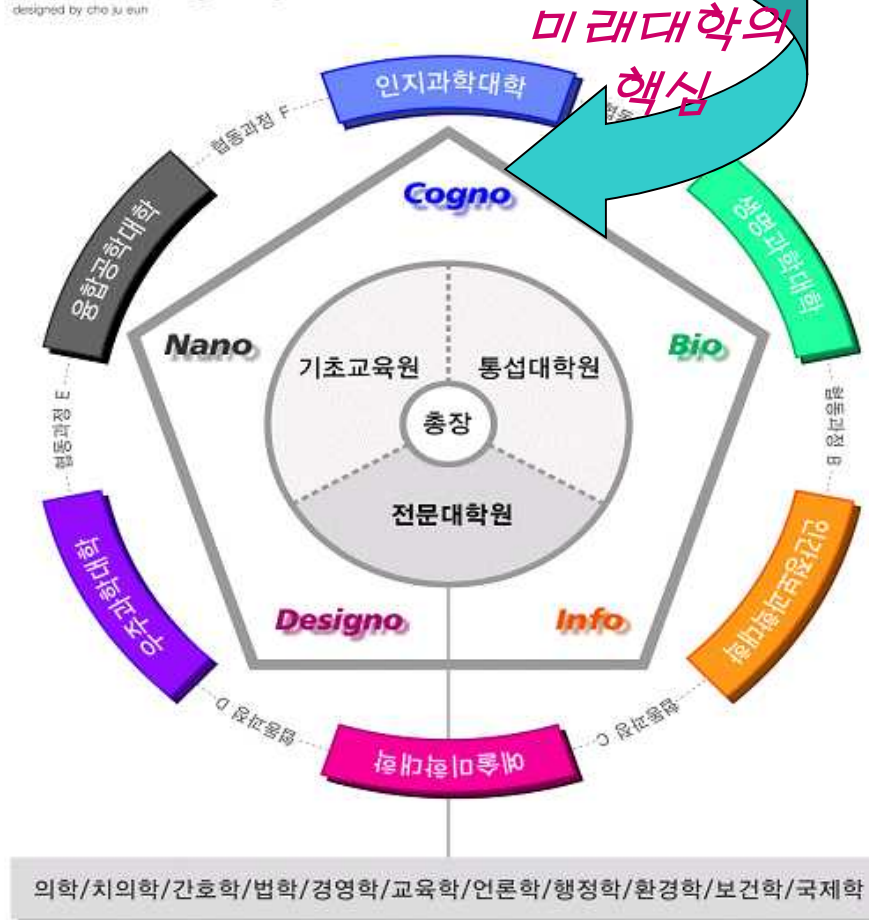 designed by cho ju eun
미래대학의
핵심
인지과학대학
협동과정 F
융합공학대학
생명과학대학
Cogno
Nano
Bio
기초교육원
통섭대학원
총장
전문대학원
협동과정 E
협동과정 B
우주과학대학
인간정보과학대학
Designo
Info
협동과정 D
협동과정 C
예술미학대학
의학/치의학/간호학/법학/경영학/교육학/언론학/행정학/환경학/보건학/국제학